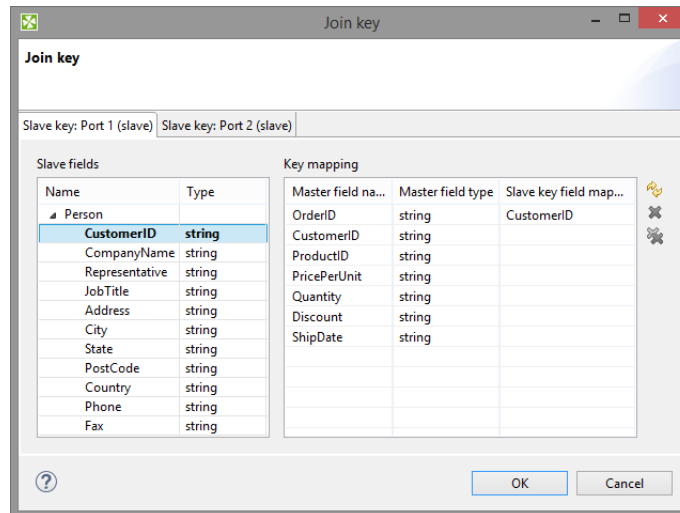 Join key
Join key
Slave key: Port 1 (slave) Slave key: Port 2 (slave)
Slave fields
Name Type
Person
CustomerID string
CompanyName string
Representative string
JobTitle string
Address string
City string
State string
PostCode string
Country string
Phone string
Fax string
Key mapping
Master field na... Master field type Slave key field map...
OrderID string CustomerID
CustomerID string
ProductID string
PricePerUnit string
Quantity string
Discount string
ShipDate string
? OK Cancel